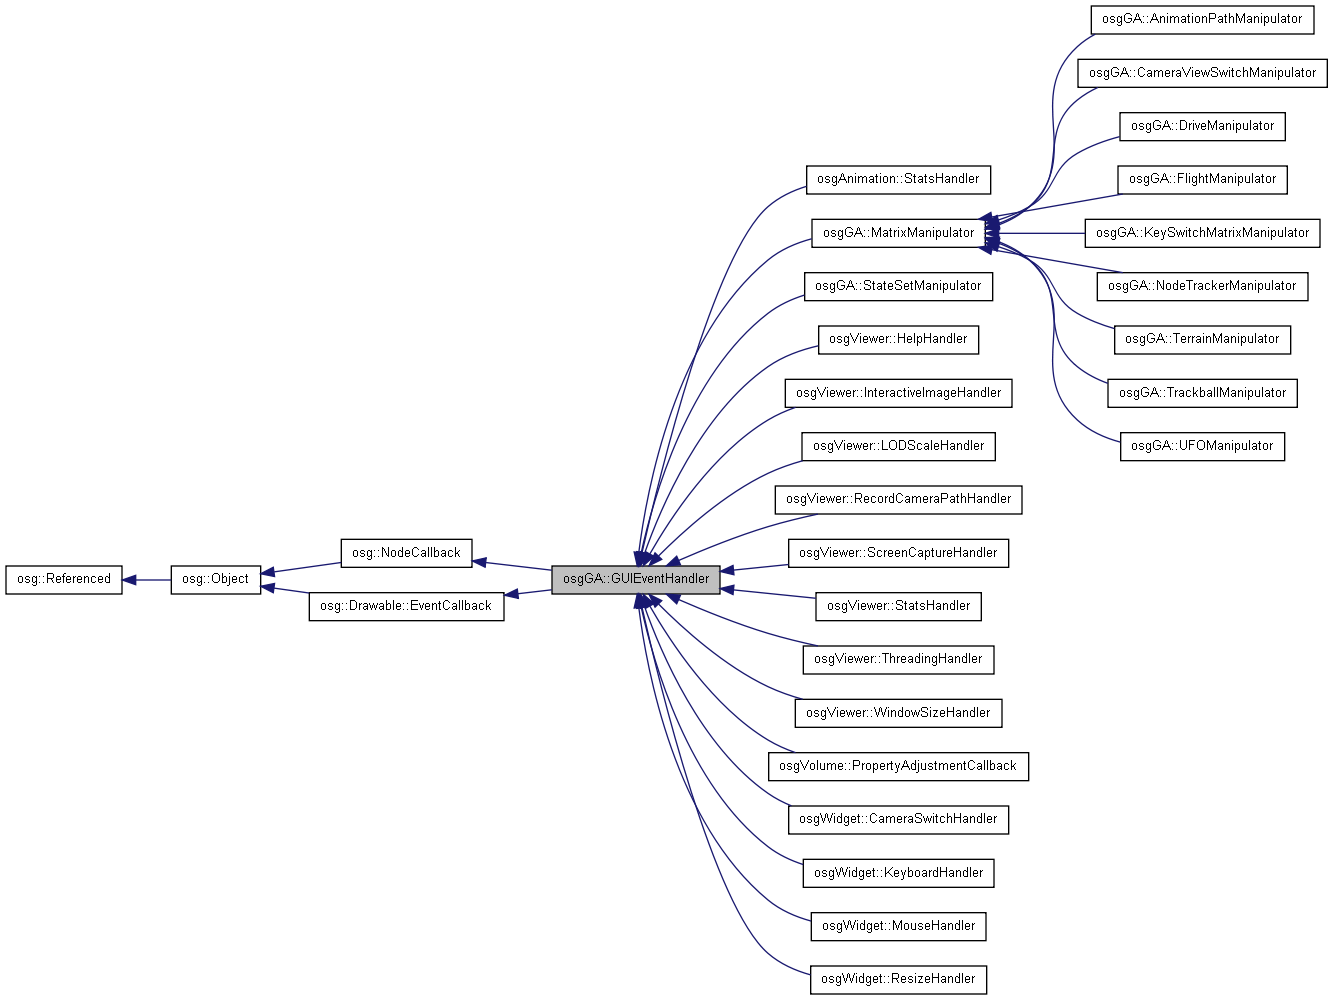 osgGA::AnimationPathManipulator
osgGA::CameraViewSwitchManipulator
osgGA::DriveManipulator
osgAnimation::StatsHandler
osgGA::FlightManipulator
osgGA::MatrixManipulator
osgGA::KeySwitchMatrixManipulator
osgGA::StateSetManipulator
osgGA::NodeTrackerManipulator
osgViewer::HelpHandler
osgGA::TerrainManipulator
osgViewer::InteractiveImageHandler
osgGA::TrackballManipulator
osgViewer::LODScaleHandler
osgGA::UFOManipulator
osgViewer::RecordCameraPathHandler
osg::NodeCallback
osgViewer::ScreenCaptureHandler
osg::Referenced
osg::Object
osgGA::GUIEventHandler
osg::Drawable::EventCallback
osgViewer::StatsHandler
osgViewer::ThreadingHandler
osgViewer::WindowSizeHandler
osgVolume::PropertyAdjustmentCallback
osgWidget::CameraSwitchHandler
osgWidget::KeyboardHandler
osgWidget::MouseHandler
osgWidget::ResizeHandler